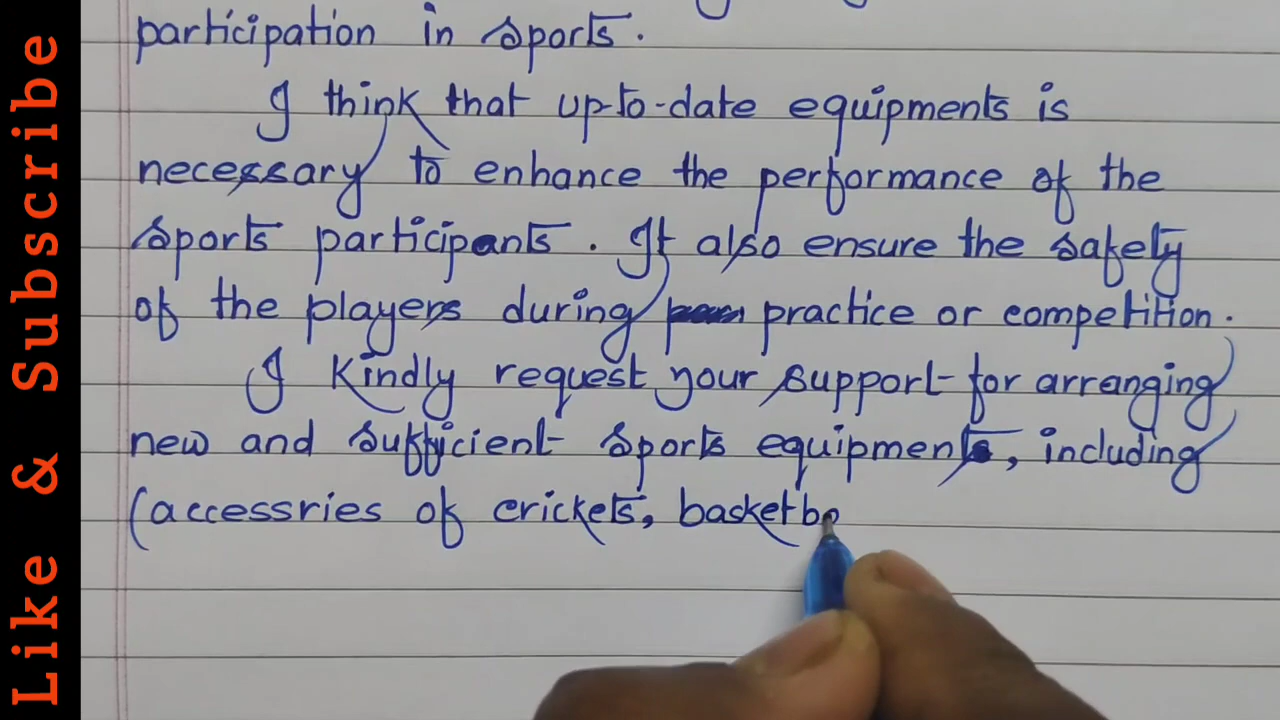 Like & Subscribe
participation in sports.
I think that up-to-date equipments is
necessary to enhance the performance of the
sports participants. It also ensure the safety
of the players during practice or competition.
I Kindly request your support for arranging
new and sufficient sports equipments, including
(accessries of crickets, basketba